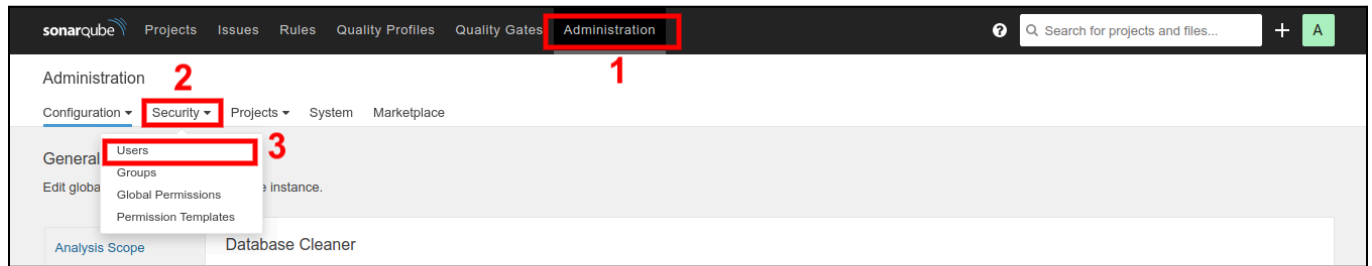 sonarqube Projects Issues Rules Quality Profiles Quality Gates Administration ? Search for projects and files... + A
1
Administration
2
Configuration Security Projects System Marketplace
Users
3
General
Groups
Edit globa instance.
Global Permissions
Permission Templates
Analysis Scope Database Cleaner